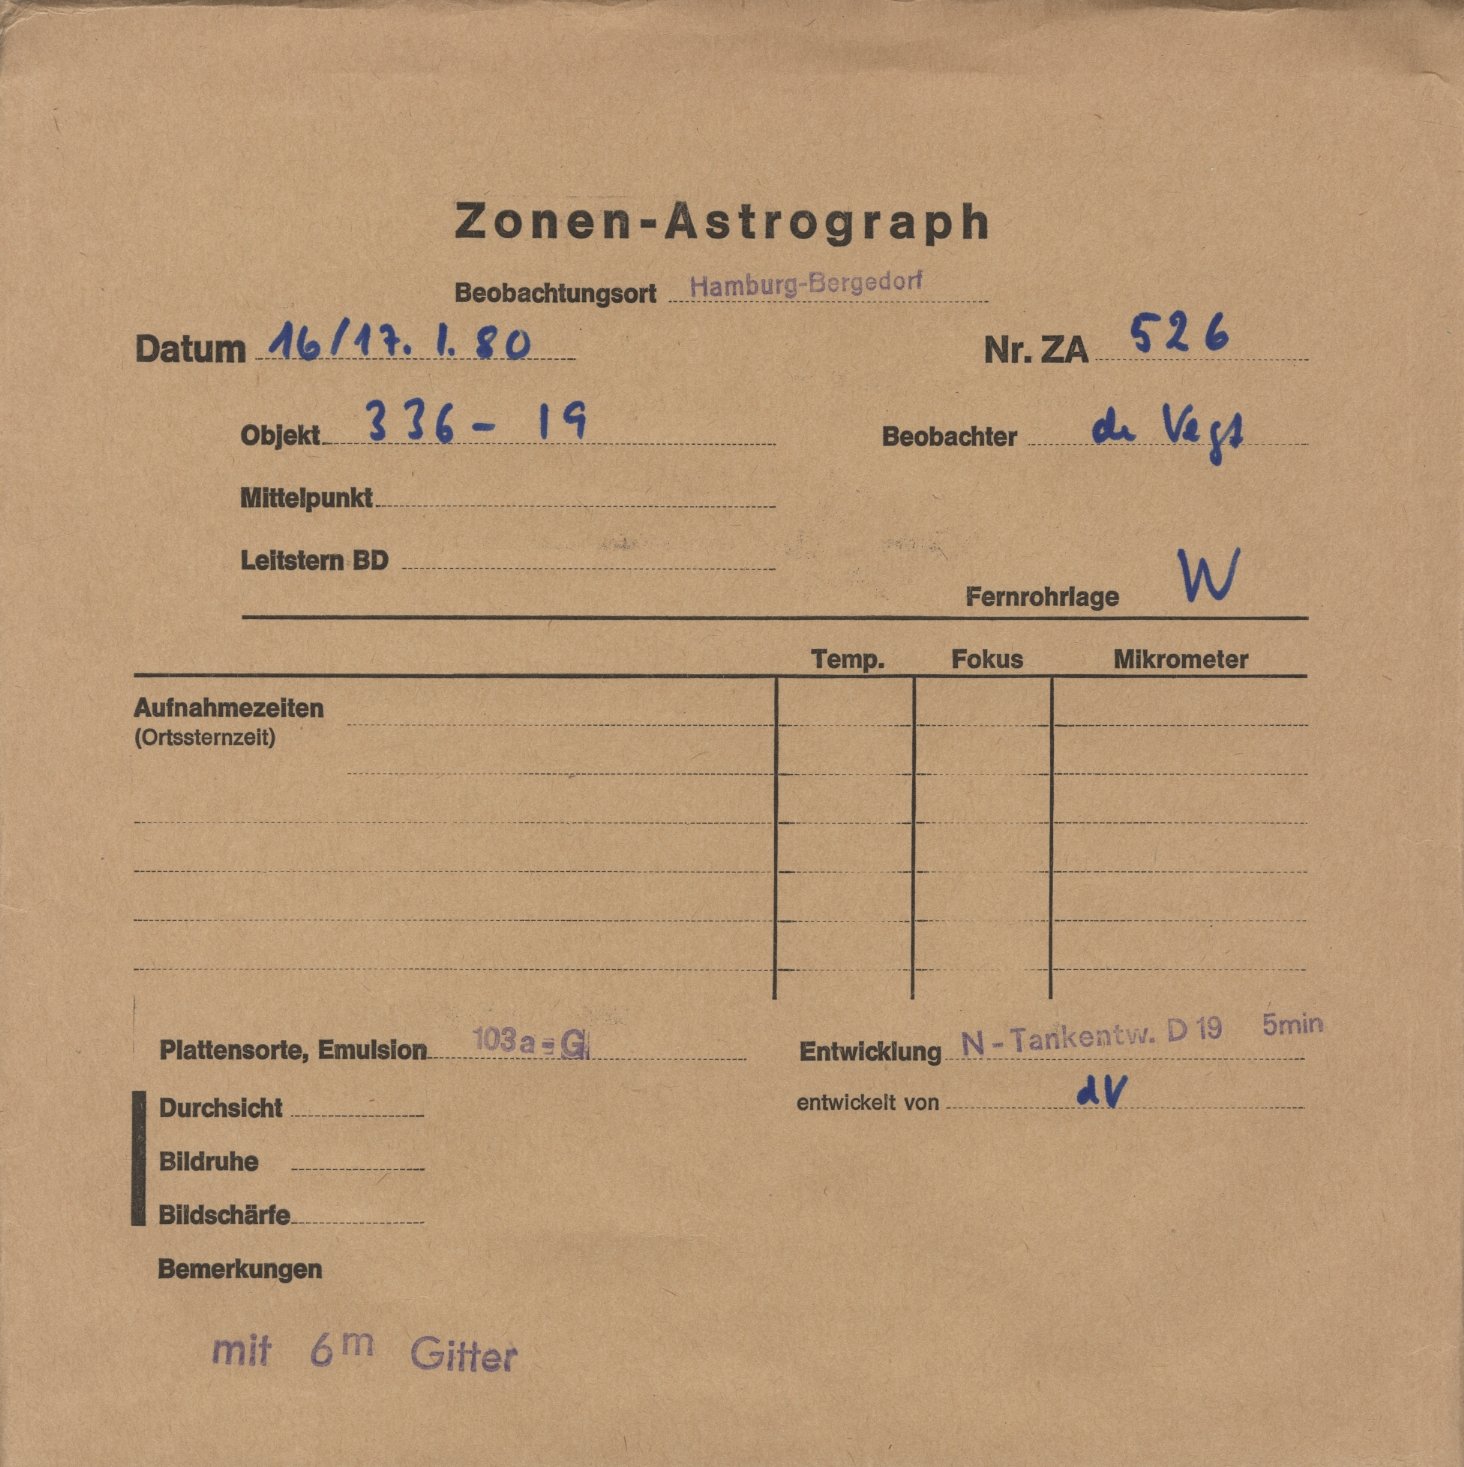 Zonen-Astrograph
Beobachtungsort Hamburg-Bergedorf
Datum 16/17. 1. 80 Nr. ZA 526
Objekt 336 - 19 Beobachter de Vegt
Mittelpunkt
Leitstern BD
Fernrohrlage W
Temp. Fokus Mikrometer
Aufnahmezeiten
(Ortssternzeit)
Plattensorte, Emulsion 103a-G Entwicklung N - Tankentw. D 19 5min
Durchsicht entwickelt von dV
Bildruhe
Bildschärfe
Bemerkungen
mit 6m Gitter